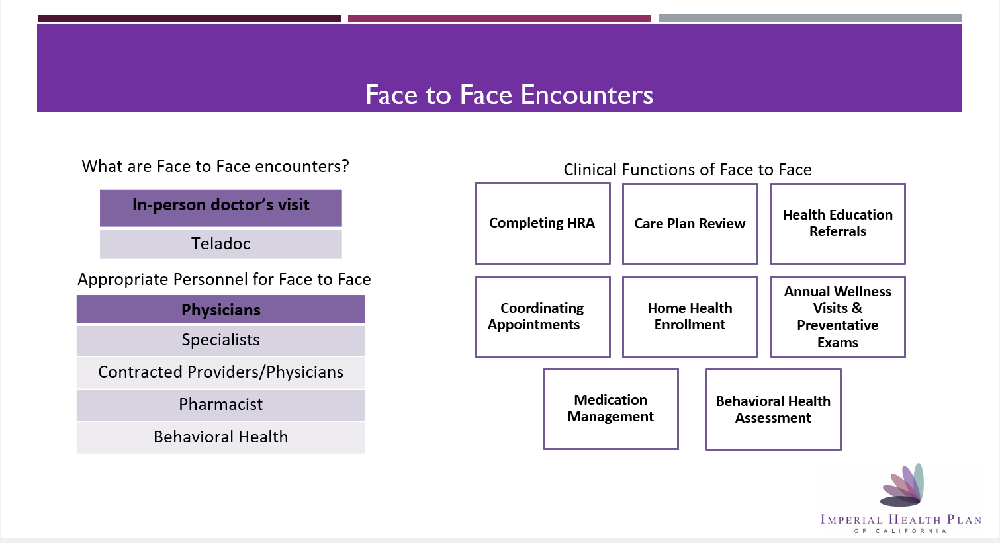 Face to Face Encounters
What are Face to Face encounters?
In-person doctor’s visit
Teladoc
Appropriate Personnel for Face to Face
Physicians
Specialists
Contracted Providers/Physicians
Pharmacist
Behavioral Health
Clinical Functions of Face to Face
Completing HRA
Care Plan Review
Health Education
Referrals
Coordinating
Appointments
Home Health
Enrollment
Annual Wellness
Visits &
Preventative
Exams
Medication
Management
Behavioral Health
Assessment
IMPERIAL HEALTH PLAN
OF CALIFORNIA